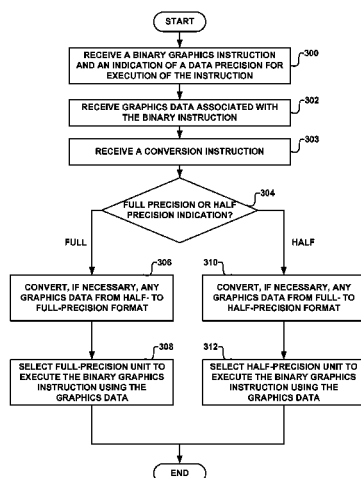 START
RECEIVE A BINARY GRAPHICS INSTRUCTION
AND AN INDICATION OF A DATA PRECISION FOR
EXECUTION OF THE INSTRUCTION
300
RECEIVE GRAPHICS DATA ASSOCIATED WITH
THE BINARY INSTRUCTION
302
303
RECEIVE A CONVERSION INSTRUCTION
304
FULL PRECISION OR HALF
PRECISION INDICATION?
FULL
HALF
306
CONVERT, IF NECESSARY, ANY
GRAPHICS DATA FROM HALF- TO
FULL-PRECISION FORMAT
310
CONVERT, IF NECESSARY, ANY
GRAPHICS DATA FROM FULL- TO
HALF-PRECISION FORMAT
308
SELECT FULL-PRECISION UNIT TO
EXECUTE THE BINARY GRAPHICS
INSTRUCTION USING THE
GRAPHICS DATA
312
SELECT HALF-PRECISION UNIT TO
EXECUTE THE BINARY GRAPHICS
INSTRUCTION USING THE
GRAPHICS DATA
END